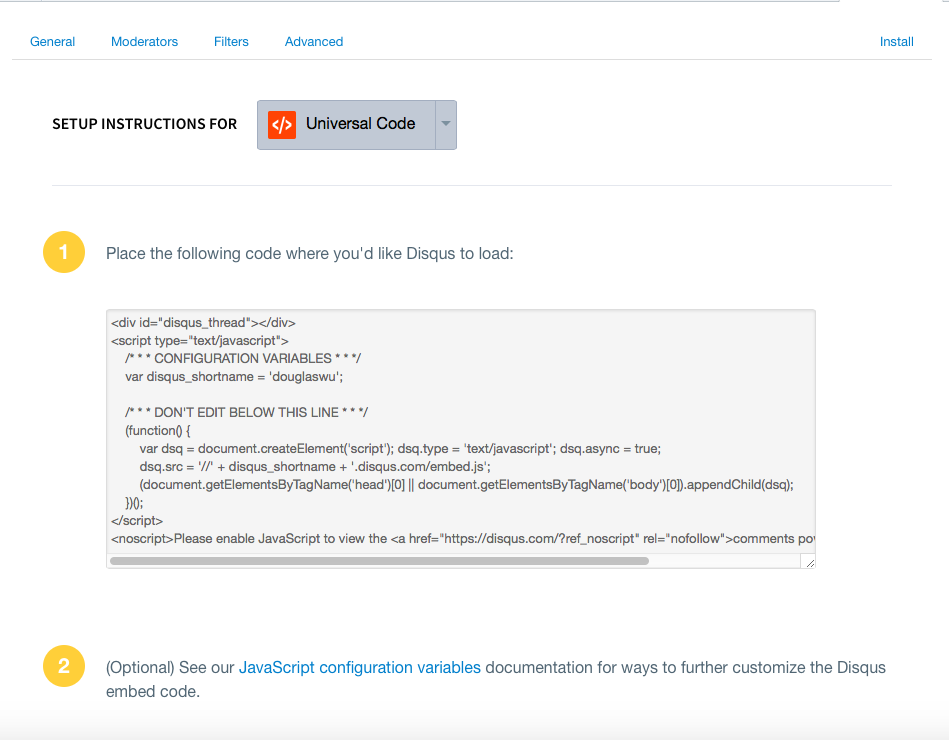 General Moderators Filters Advanced Install
SETUP INSTRUCTIONS FOR </> Universal Code
1 Place the following code where you'd like Disqus to load:
<div id="disqus_thread"></div>
<script type="text/javascript">
/* * * CONFIGURATION VARIABLES * * */
var disqus_shortname = 'douglaswu';
/* * * DON'T EDIT BELOW THIS LINE * * */
(function() {
var dsq = document.createElement('script'); dsq.type = 'text/javascript'; dsq.async = true;
dsq.src = '//' + disqus_shortname + '.disqus.com/embed.js';
(document.getElementsByTagName('head')[0] || document.getElementsByTagName('body')[0]).appendChild(dsq);
})();
</script>
<noscript>Please enable JavaScript to view the <a href="https://disqus.com/?ref_noscript" rel="nofollow">comments
2 (Optional) See our JavaScript configuration variables documentation for ways to further customize the Disqus
embed code.